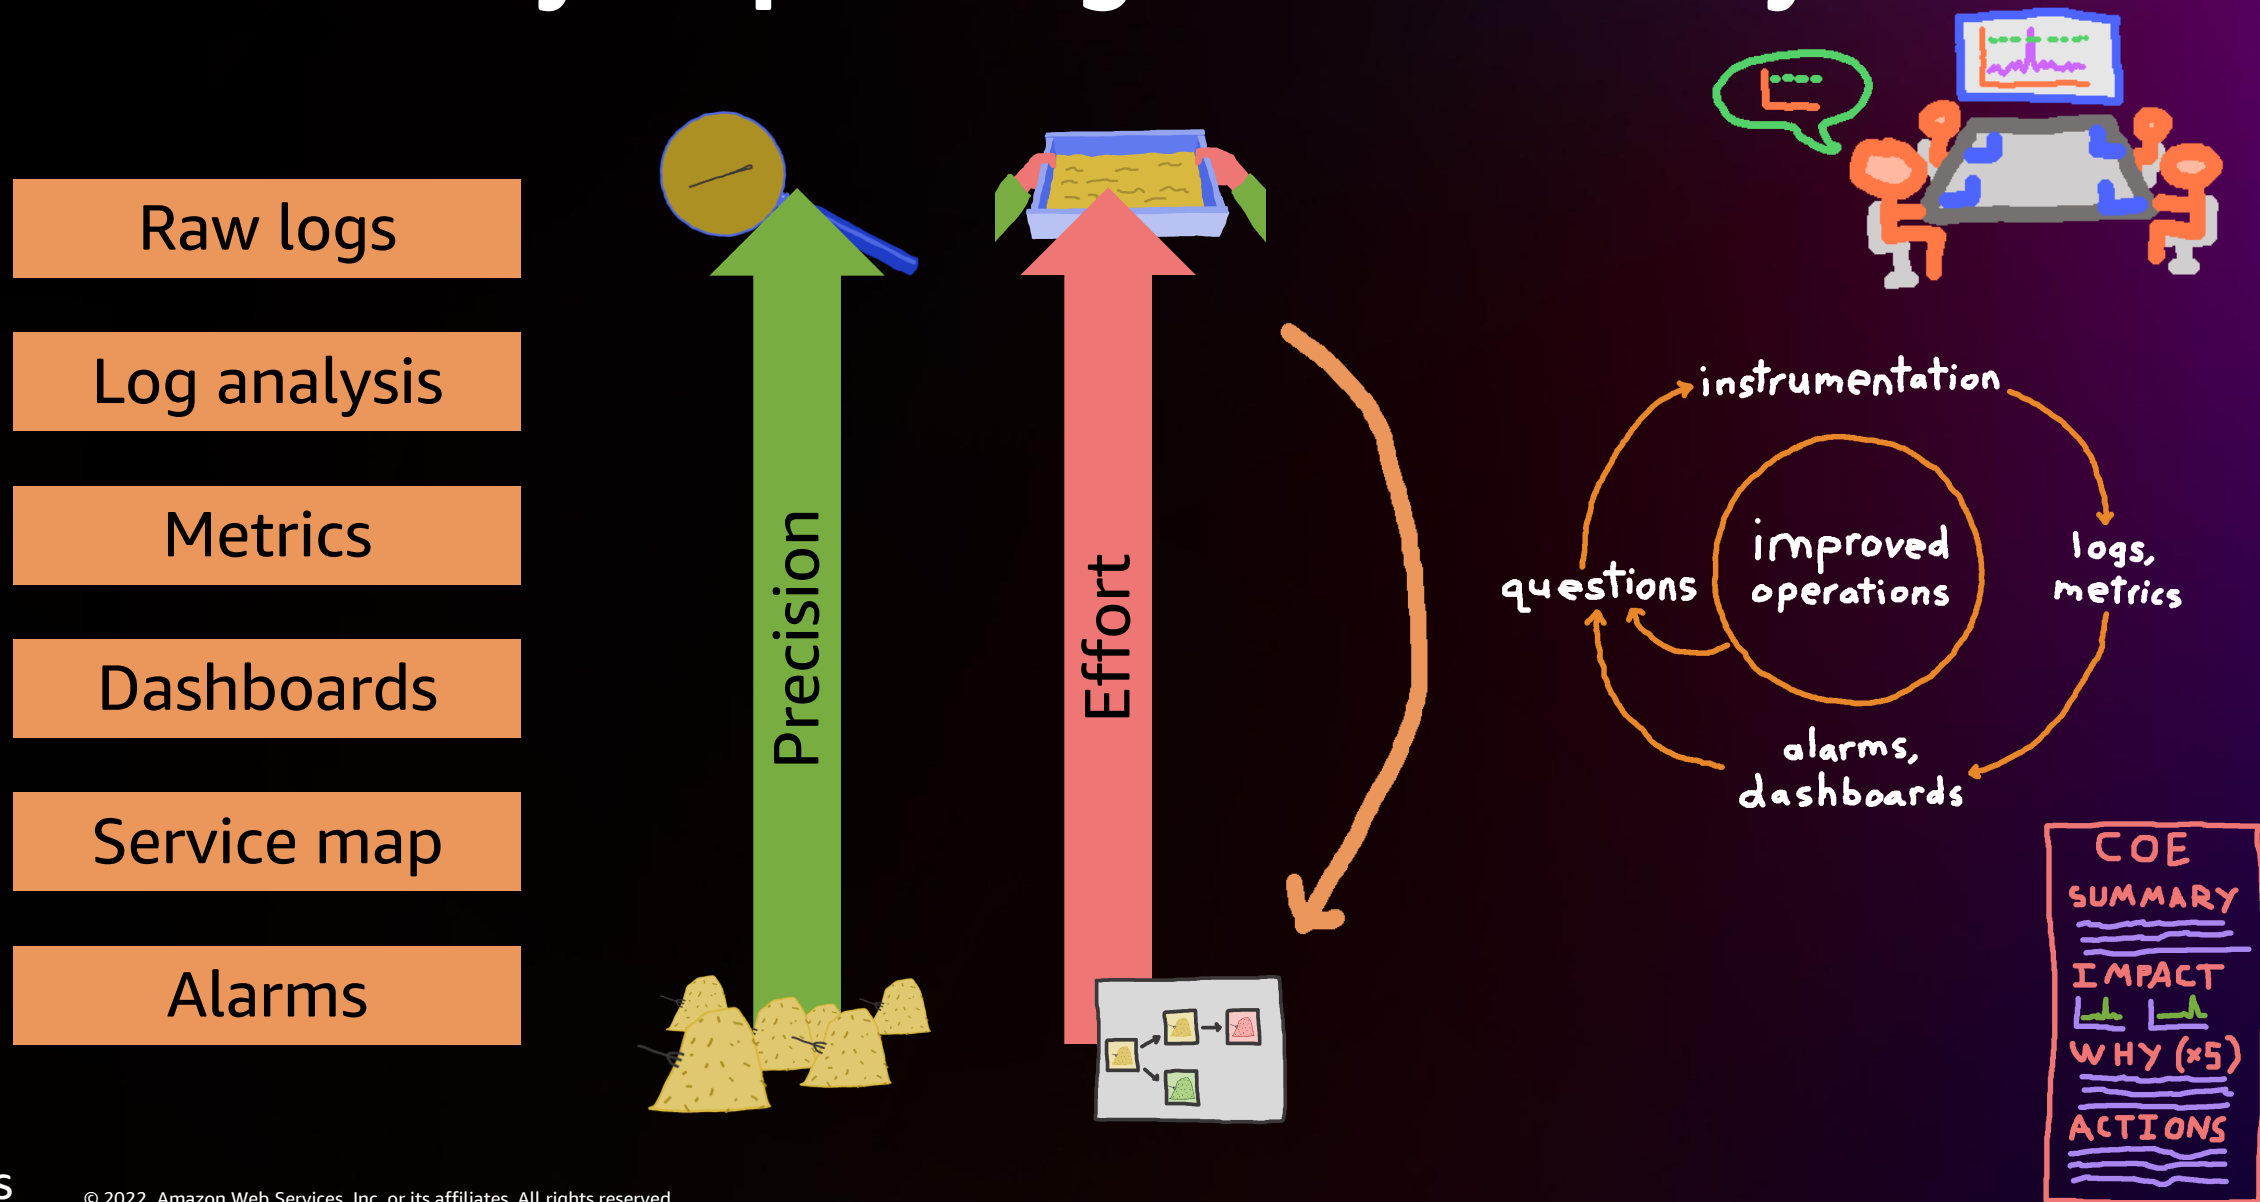 Raw logs
Log analysis
Metrics
Dashboards
Service map
Alarms
Precision
Effort
instrumentation
logs,
metrics
alarms,
dashboards
questions
improved
operations
COE
SUMMARY
IMPACT
WHY (x5)
ACTIONS
s
© 2022, Amazon Web Services, Inc. or its affiliates. All rights reserved.